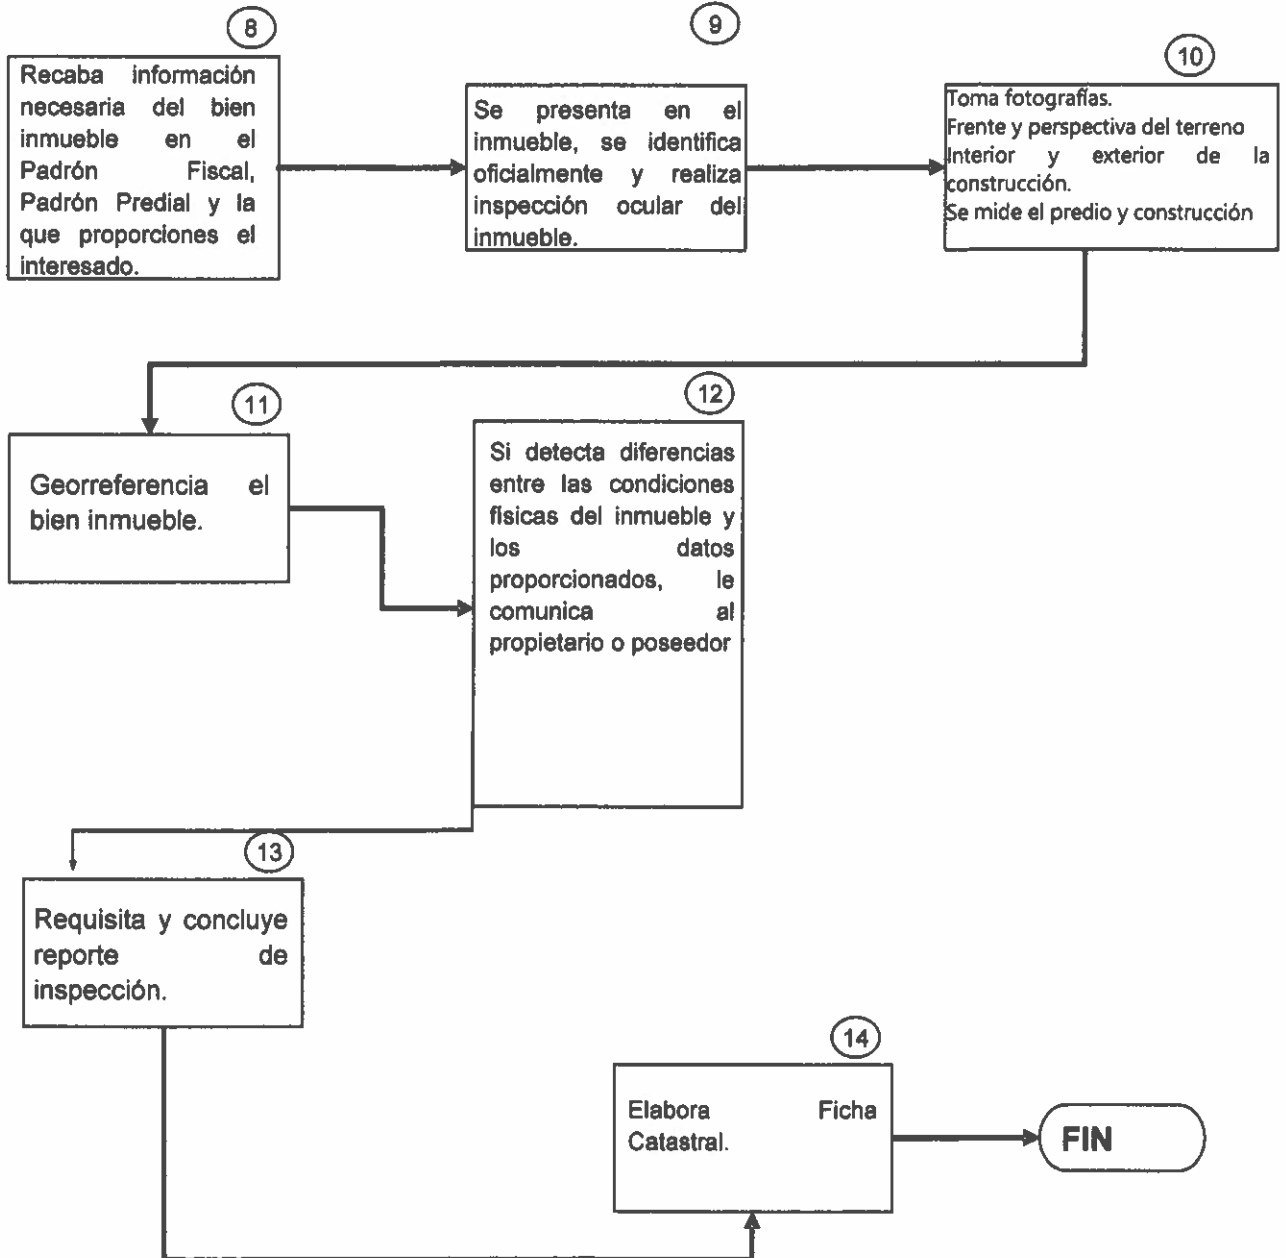 8
Recaba información
necesaria del bien
inmueble en el
Padrón Fiscal,
Padrón Predial y la
que proporciones el
interesado.
9
Se presenta en el
inmueble, se identifica
oficialmente y realiza
inspección ocular del
inmueble.
10
Toma fotografías.
Frente y perspectiva del terreno
Interior y exterior de la
construcción.
Se mide el predio y construcción
11
Georreferencia el
bien inmueble.
12
Si detecta diferencias
entre las condiciones
físicas del inmueble y
los datos
proporcionados, le
comunica al
propietario o poseedor
13
Requisita y concluye
reporte de
inspección.
14
Elabora Ficha
Catastral.
FIN